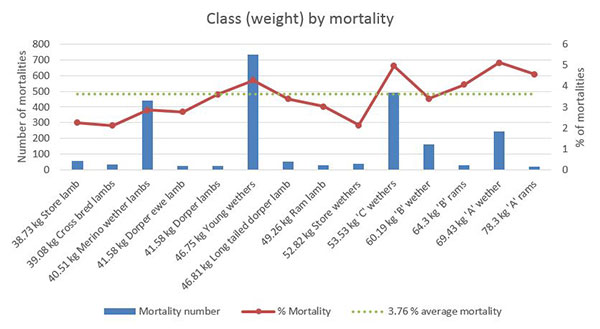 Class (weight) by mortality
Number of mortalities
800
700
600
500
400
300
200
100
0
6
5
4
3
2
1
0
% of mortalities
38.73 kg Store lamb
39.08 kg Cross bred lambs
40.51 kg Merino wether lambs
41.58 kg Dorper ewe lamb
41.58 kg Dorper lambs
46.75 kg Young wethers
46.81 kg Long tailed dorper lamb
49.26 kg Ram lamb
52.82 kg Store wethers
53.53 kg 'C' wethers
60.19 kg 'B' wether
64.3 kg 'B' rams
69.43 kg 'A' wether
78.3 kg 'A' rams
Mortality number
% Mortality
3.76 % average mortality